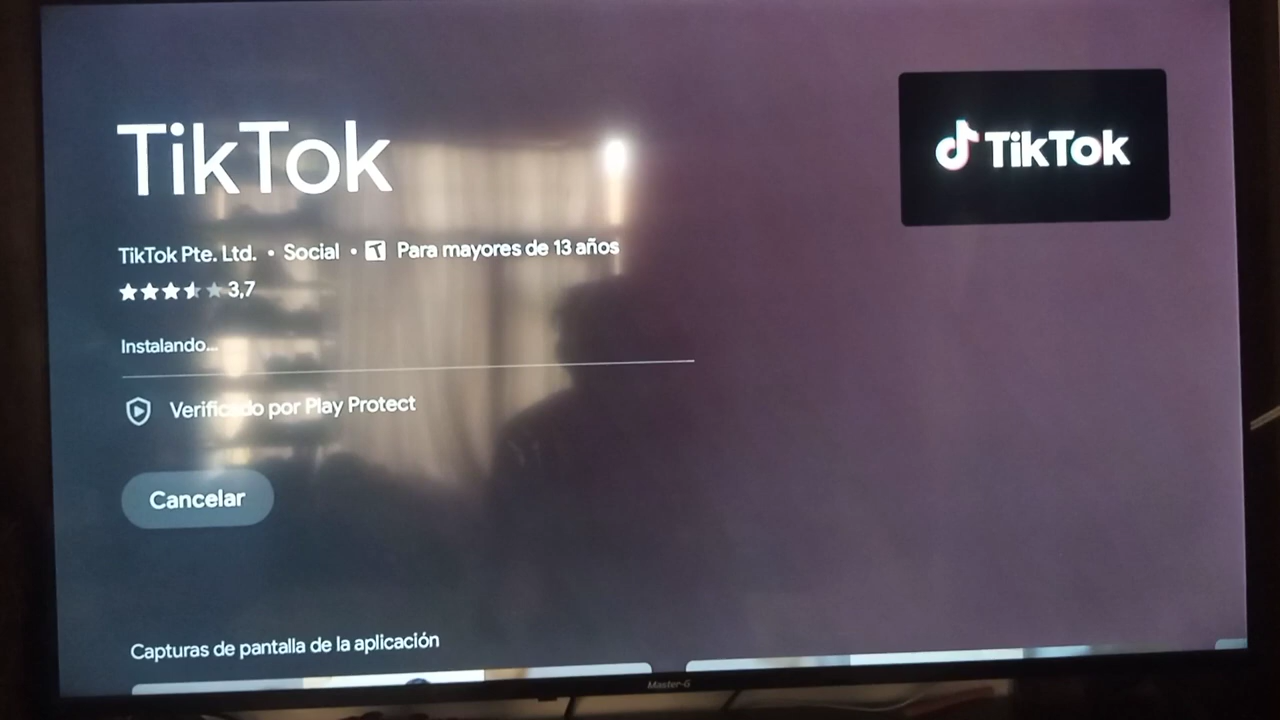 TikTok
TikTok
TikTok Pte. Ltd. • Social • T Para mayores de 13 años
3,7
Instalando...
Verificado por Play Protect
Cancelar
Capturas de pantalla de la aplicación
Master-G